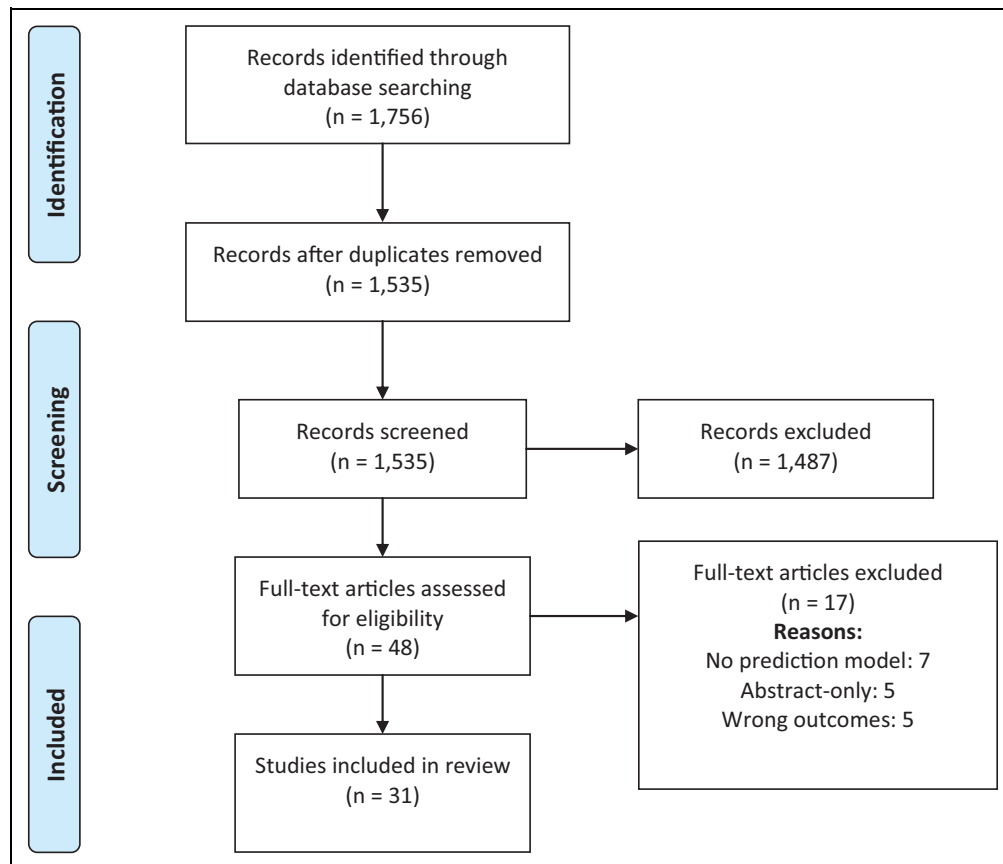 Identification
Records identified through
database searching
(n = 1,756)
Records after duplicates removed
(n = 1,535)
Screening
Records screened
(n = 1,535)
Records excluded
(n = 1,487)
Full-text articles assessed
for eligibility
(n = 48)
Full-text articles excluded
(n = 17)
Reasons:
No prediction model: 7
Abstract-only: 5
Wrong outcomes: 5
Included
Studies included in review
(n = 31)